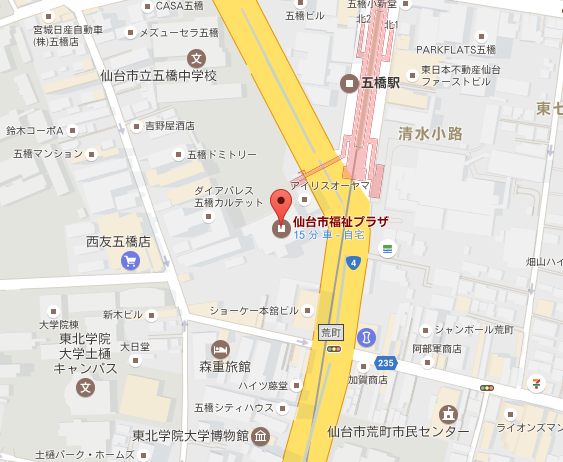 CASA五橋
五橋ビル
五橋小新堂
北2
北1
宮城日産自動車
(株)五橋店
メズューセラ五橋
PARKFLATS五橋
仙台市立五橋中学校
五橋駅
東日本不動産仙台
ファーストビル
東七
鈴木コーポA
吉野屋酒店
清水小路
五橋マンション
五橋ドミトリー
ダイアパレス
五橋カルテット
アイリスオーヤマ
仙台市福祉プラザ
15 分 車 - 自宅
西友五橋店
4
畑山ハイ
ショーケー本館ビル
大学院棟
新木ビル
荒町
シャンボール荒町
東北学院
大学土樋
キャンパス
大日堂
森重旅館
235
阿部軍商店
加賀商店
ハイツ藤堂
五橋シティハウス
ライオンズマン
東北学院大学博物館
仙台市荒町市民センター
土樋パーク・ホームズ